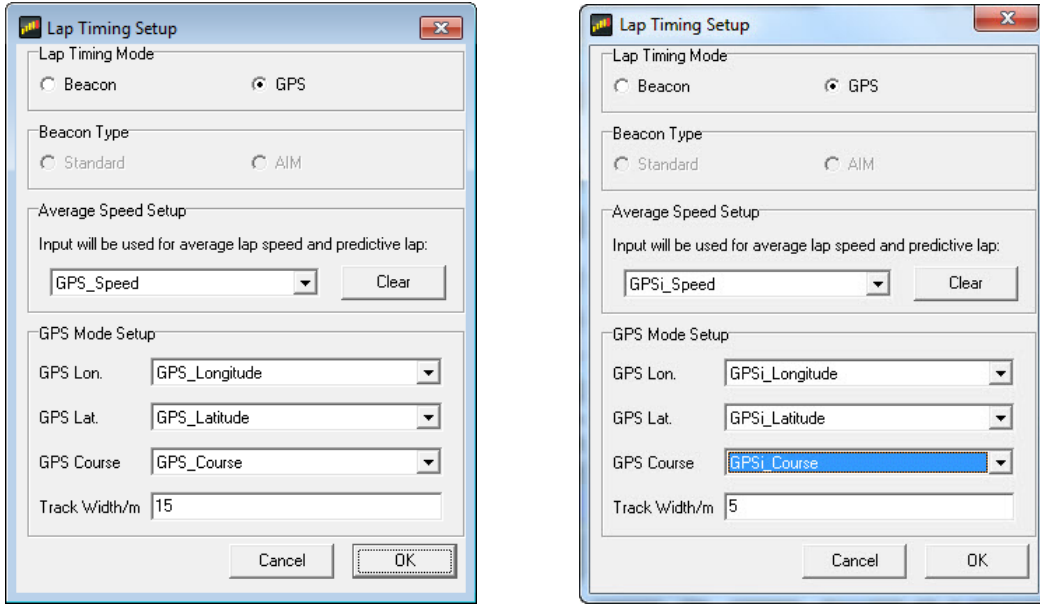 Lap Timing Setup
Lap Timing Mode
Beacon GPS
Beacon Type
Standard AIM
Average Speed Setup
Input will be used for average lap speed and predictive lap:
GPS_Speed Clear
GPS Mode Setup
GPS Lon. GPS_Longitude
GPS Lat. GPS_Latitude
GPS Course GPS_Course
Track Width/m 15
Cancel OK
Lap Timing Setup
Lap Timing Mode
Beacon GPS
Beacon Type
Standard AIM
Average Speed Setup
Input will be used for average lap speed and predictive lap:
GPSi_Speed Clear
GPS Mode Setup
GPS Lon. GPSi_Longitude
GPS Lat. GPSi_Latitude
GPS Course GPSi_Course
Track Width/m 5
Cancel OK